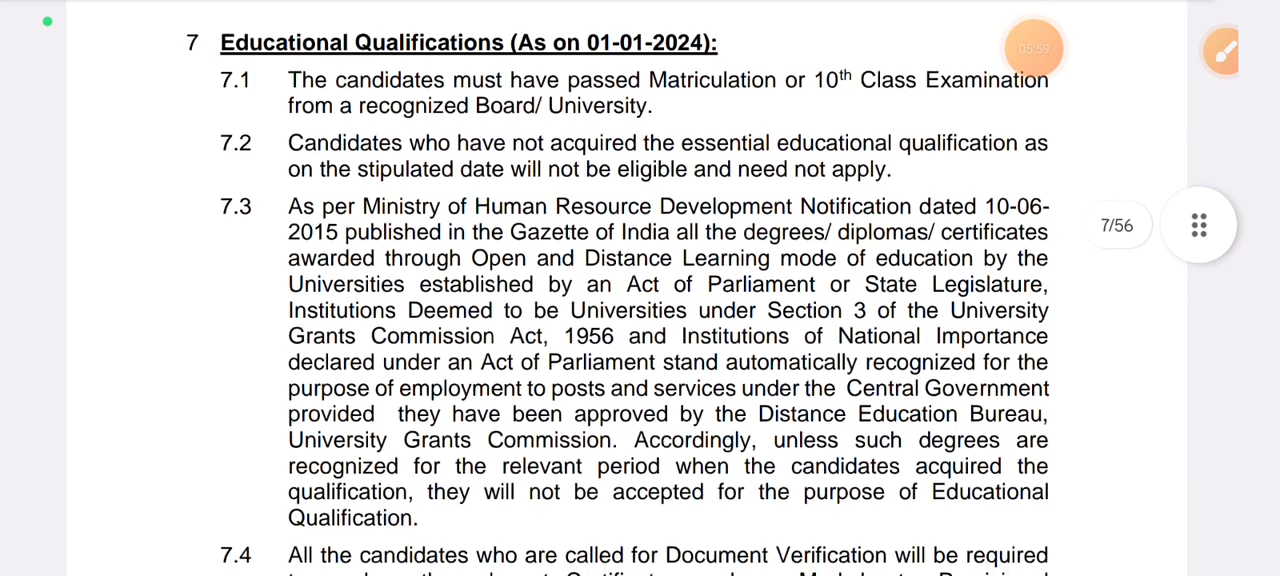 7 Educational Qualifications (As on 01-01-2024):
05:59
7.1 The candidates must have passed Matriculation or 10th Class Examination
from a recognized Board/ University.
7.2 Candidates who have not acquired the essential educational qualification as
on the stipulated date will not be eligible and need not apply.
7.3 As per Ministry of Human Resource Development Notification dated 10-06-
2015 published in the Gazette of India all the degrees/ diplomas/ certificates
7/56
awarded through Open and Distance Learning mode of education by the
Universities established by an Act of Parliament or State Legislature,
Institutions Deemed to be Universities under Section 3 of the University
Grants Commission Act, 1956 and Institutions of National Importance
declared under an Act of Parliament stand automatically recognized for the
purpose of employment to posts and services under the Central Government
provided they have been approved by the Distance Education Bureau,
University Grants Commission. Accordingly, unless such degrees are
recognized for the relevant period when the candidates acquired the
qualification, they will not be accepted for the purpose of Educational
Qualification.
7.4 All the candidates who are called for Document Verification will be required